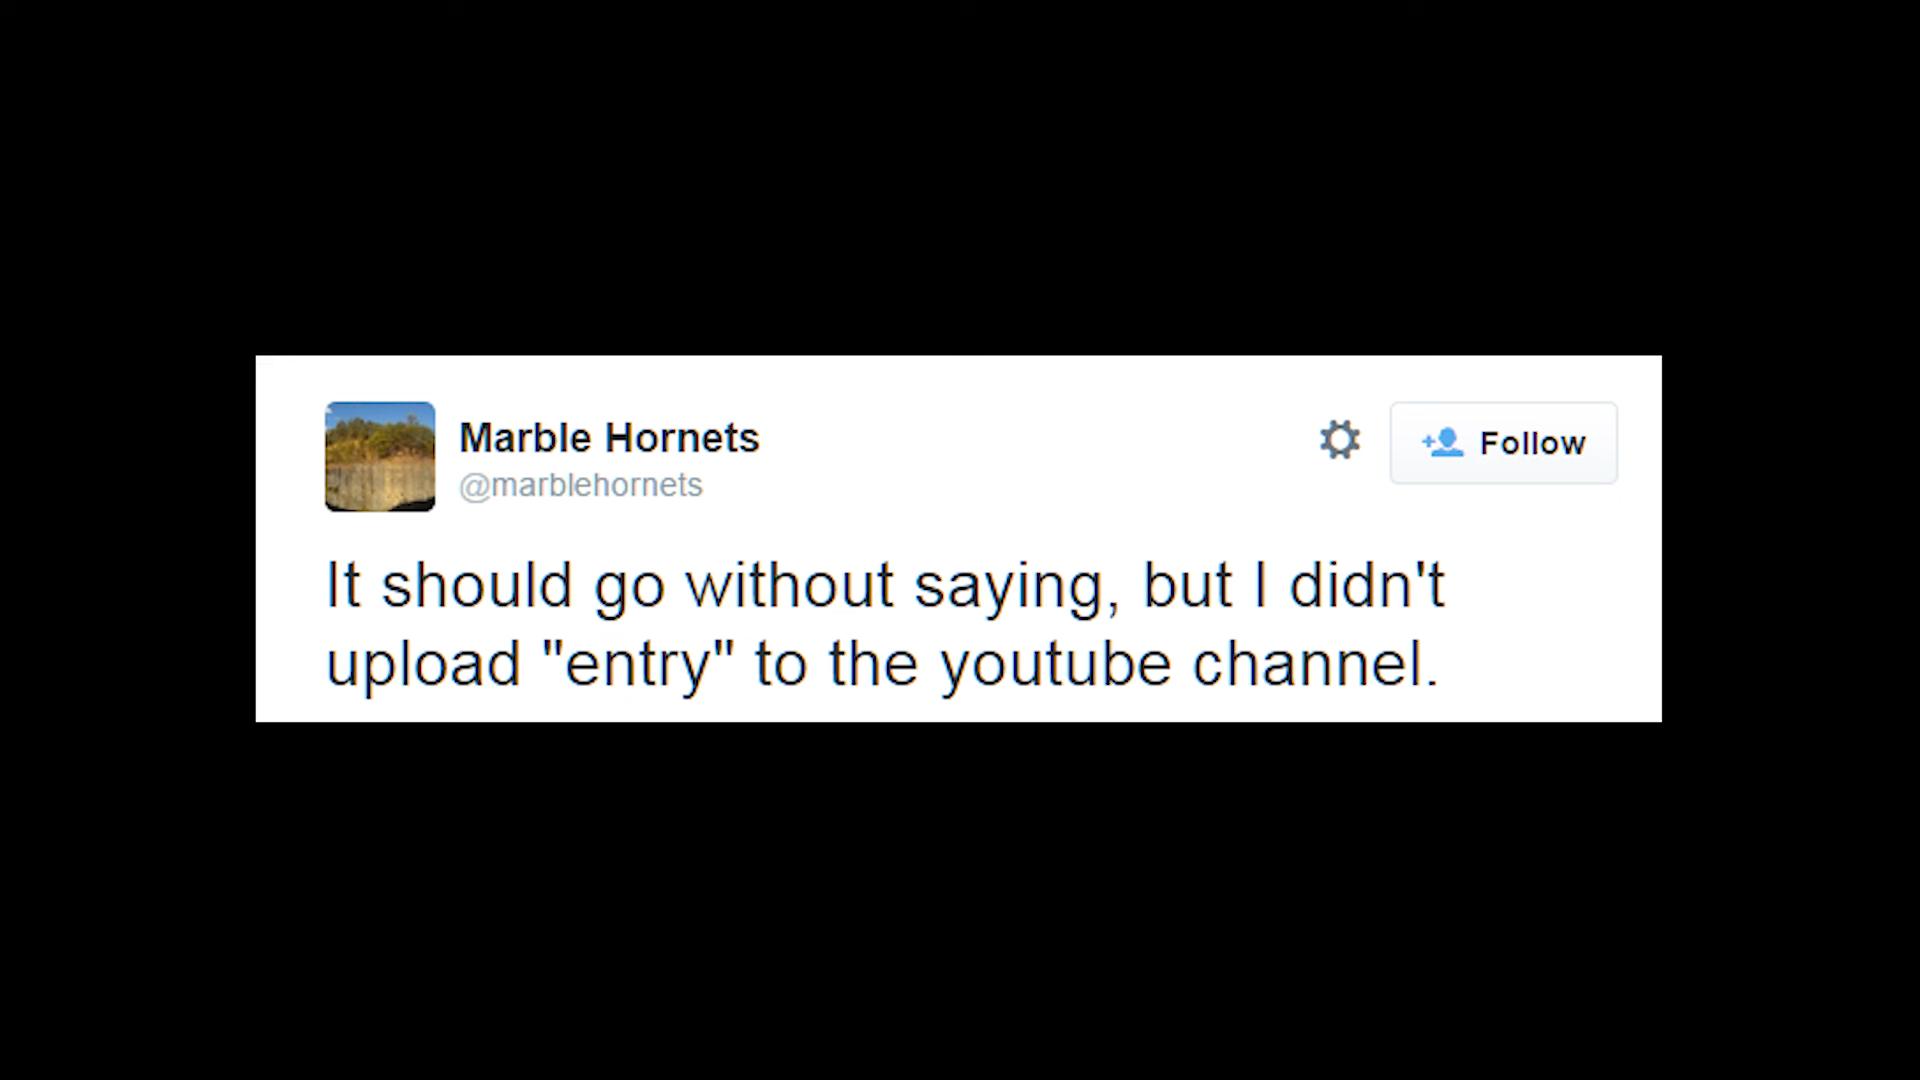 Marble Hornets
@marblehornets
Follow
It should go without saying, but I didn't
upload "entry" to the youtube channel.